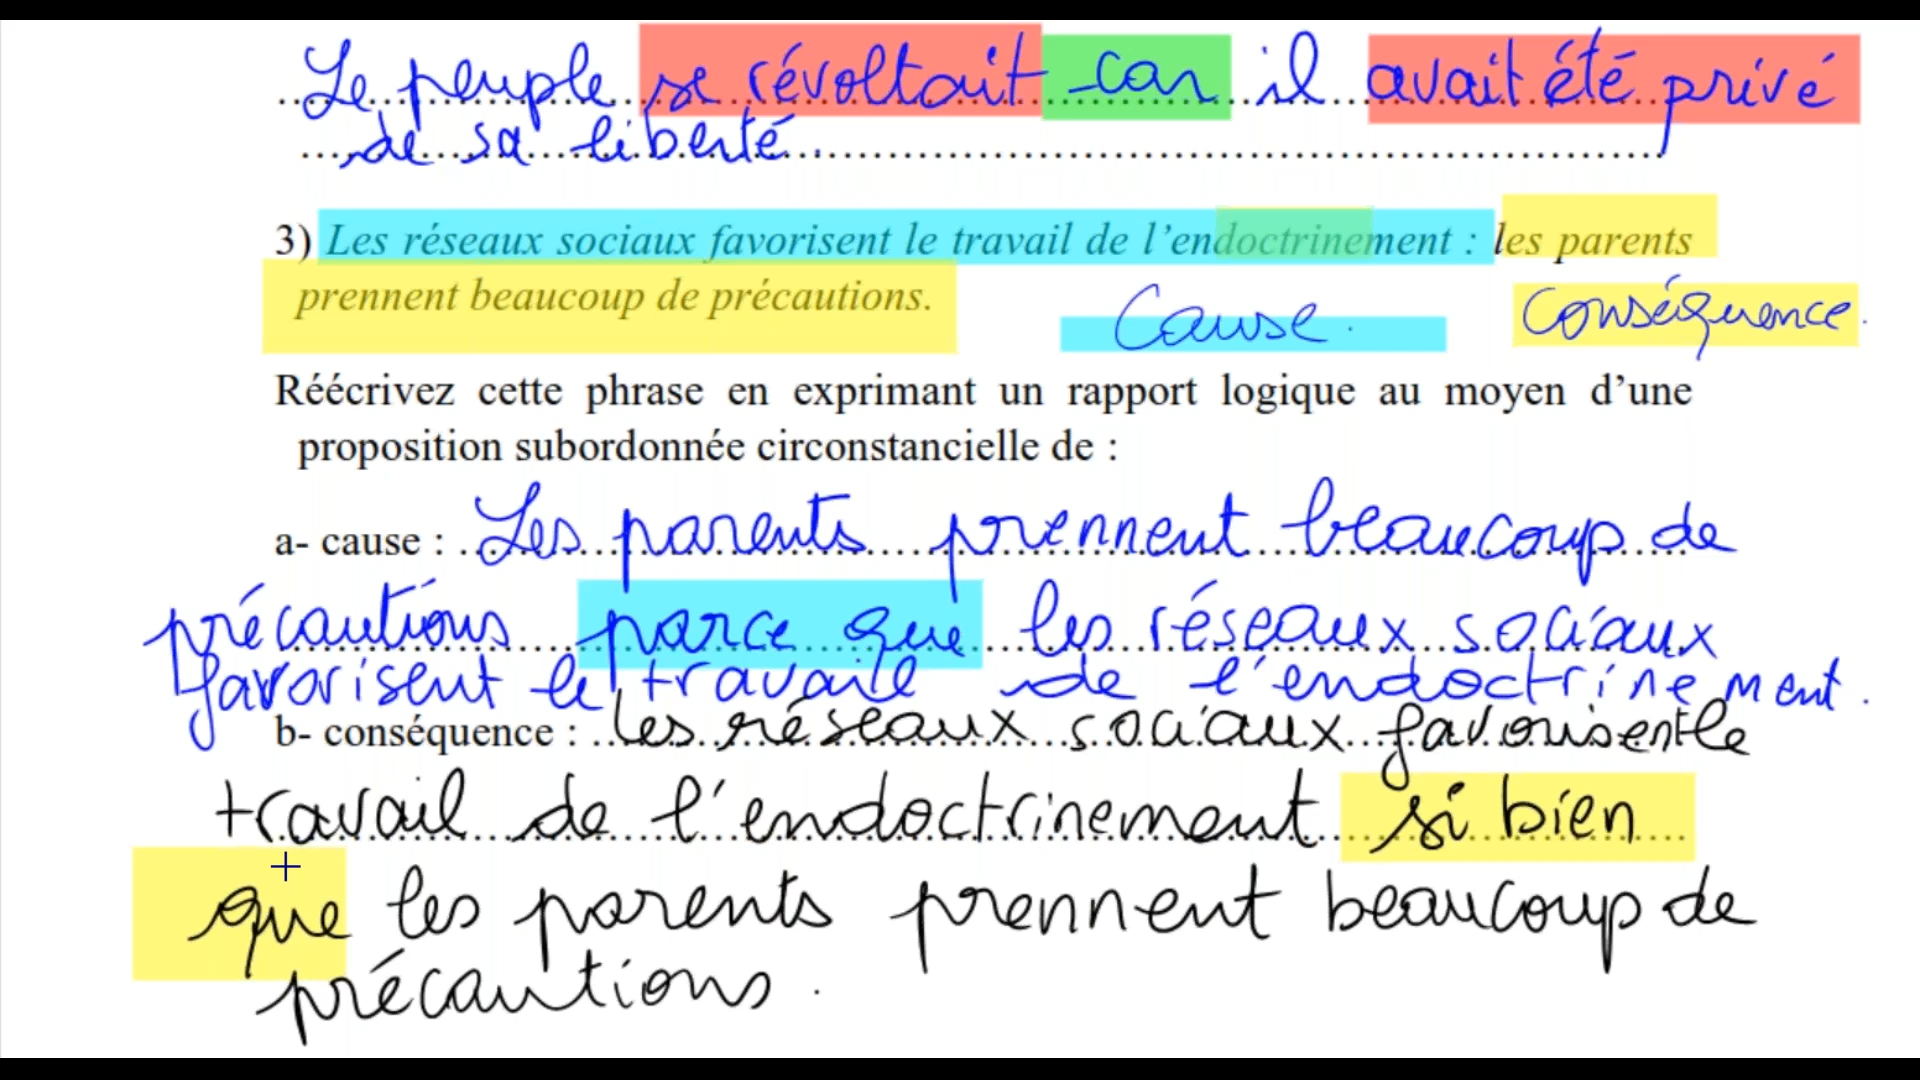 Le peuple se révoltait car il avait été privé
de sa liberté.
3) Les réseaux sociaux favorisent le travail de l’endoctrinement : les parents
prennent beaucoup de précautions.
Cause. Conséquence.
Réécrivez cette phrase en exprimant un rapport logique au moyen d’une
proposition subordonnée circonstancielle de :
a- cause : Les parents prennent beaucoup de
précautions parce que les réseaux sociaux
favorisent le travail de l'endoctrinement.
b- conséquence : les réseaux sociaux favorisent le
travail de l'endoctrinement si bien
que les parents prennent beaucoup de
précautions.